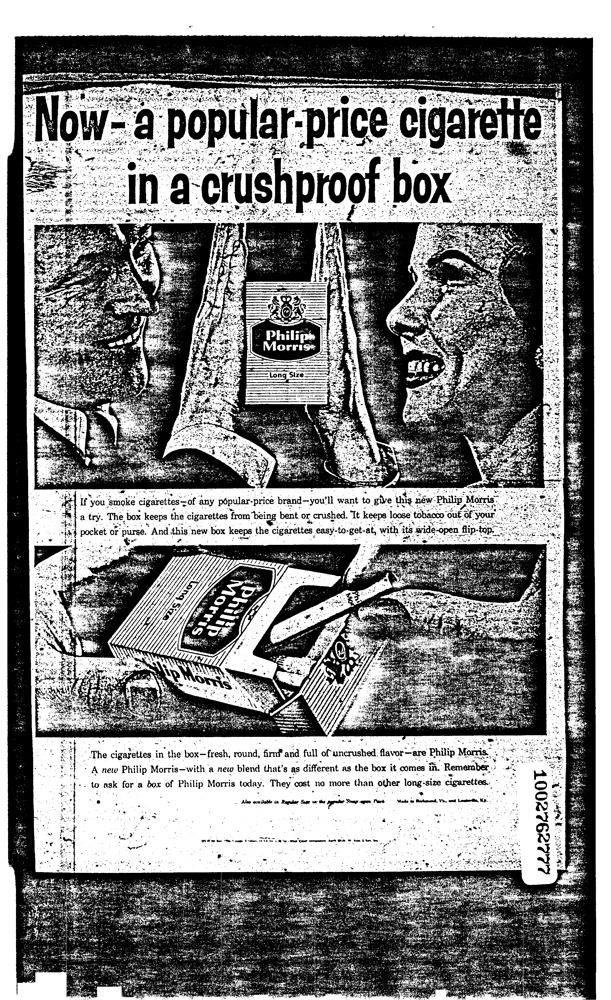 Now-a popular-price cigarette
in a crushproof box
Philip
Morris
Long Size
If you smoke cigarettes—of any popular-price brand—you'll want to give this new Philip Morris
a try. The box keeps the cigarettes from being bent or crushed. It keeps loose tobacco out of your
pocket or purse. And this new box keeps the cigarettes easy-to-get-at, with its wide-open flip-top.
Philip
Morris
Long Size
lip Morris
The cigarettes in the box—fresh, round, firm and full of uncrushed flavor—are Philip Morris.
A new Philip Morris—with a new blend that's as different as the box it comes in. Remember
to ask for a box of Philip Morris today. They cost no more than other long-size cigarettes.
Also available in Regular Size in the popular Snap-open Pack Made in Richmond, Va., and Louisville, Ky.
1002762777